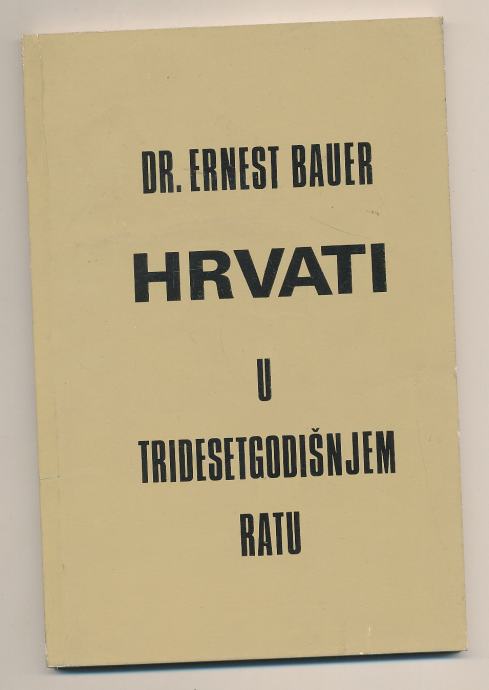 DR. ERNEST BAUER
HRVATI
U
TRIDESETGODIŠNJEM
RATU